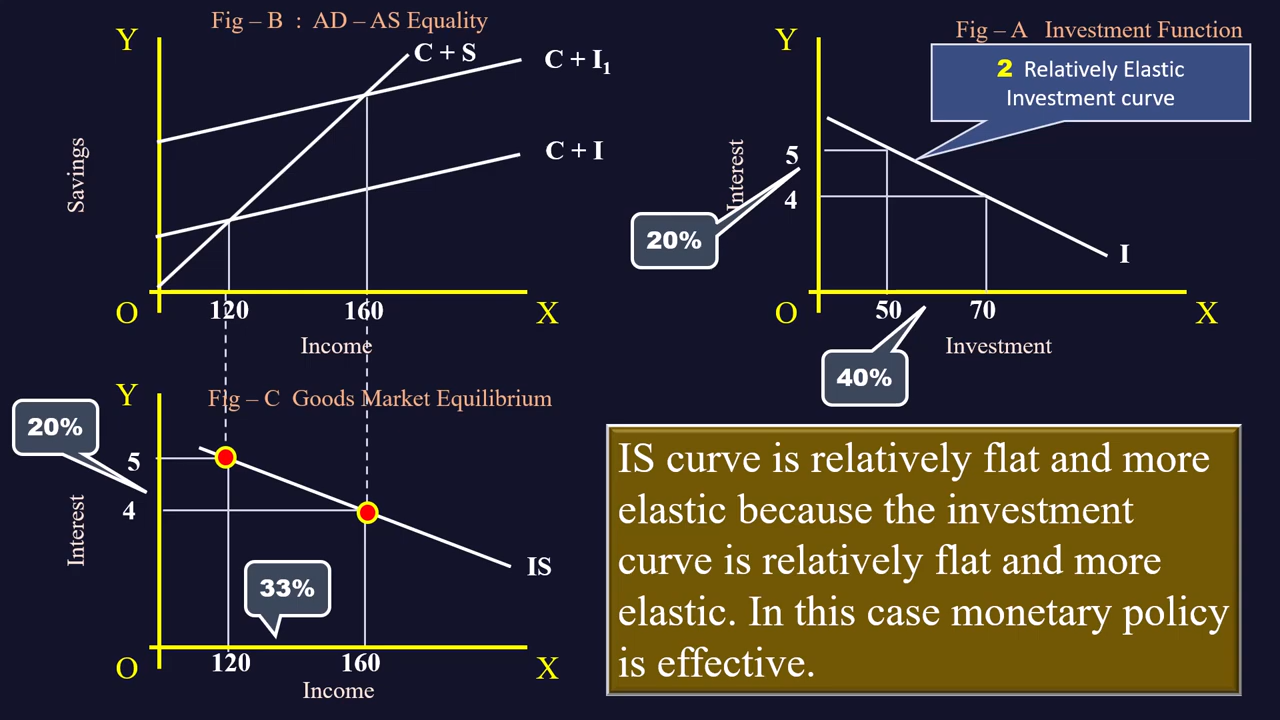 Fig – B : AD – AS Equality
Y
C + S
C + I₁
C + I
Savings
O
120
160
X
Income
Fig – A Investment Function
Y
2 Relatively Elastic
Investment curve
Interest
5
4
20%
I
O
50
70
X
Investment
40%
Fig – C Goods Market Equilibrium
Y
20%
5
4
Interest
IS
33%
O
120
160
X
Income
IS curve is relatively flat and more
elastic because the investment
curve is relatively flat and more
elastic. In this case monetary policy
is effective.